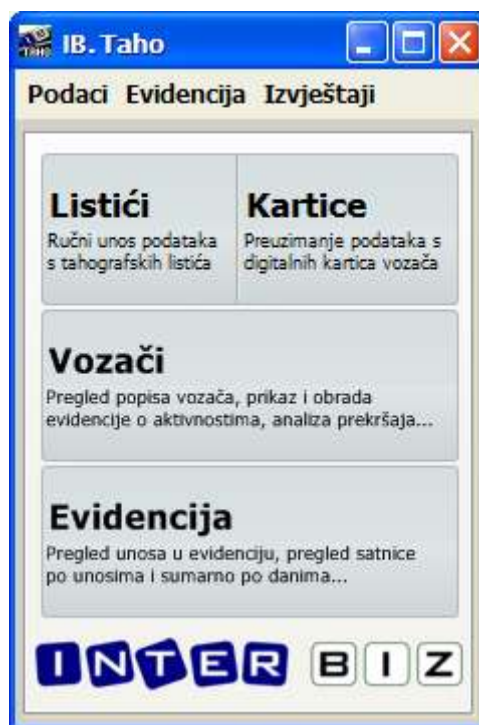 IB. Taho
Podaci Evidencija Izvještaji
Listići
Ručni unos podataka
s tahografskih listića
Kartice
Preuzimanje podataka s
digitalnih kartica vozača
Vozači
Pregled popisa vozača, prikaz i obrada
evidencije o aktivnostima, analiza prekršaja...
Evidencija
Pregled unosa u evidenciju, pregled satnice
po unosima i sumarno po danima...
INTER BIZ